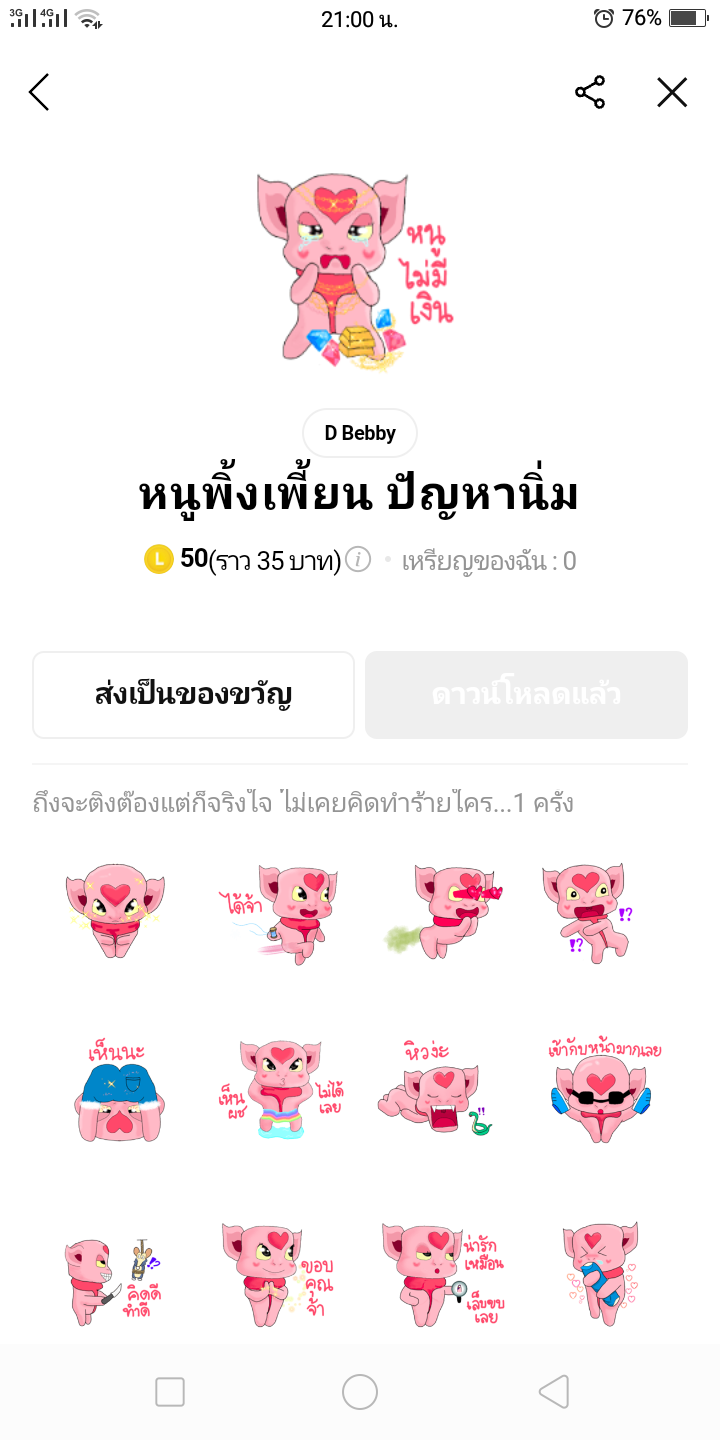 3G 4G 21:00 น. 76%
หนู
ไม่มี
เงิน
D Bebby
หนูพิ้งเพี้ยน ปัญหานิ่ม
L 50(ราว 35 บาท) i • เหรียญของฉัน : 0
ส่งเป็นของขวัญ
ดาวน์โหลดแล้ว
ถึงจะติงต๊องแต่ก็จริงใจ ไม่เคยคิดทำร้ายใคร...1 ครั้ง
ได้จ้า
!?
!?
เห็นนะ
เห็น
ผช
ไม่ได้
เลย
หิวง่ะ
!!
เข้ากับหน้ามากเลย
!?
คิดดี
ทำดี
ขอบ
คุณ
จ้า
น่ารัก
เหมือน
เล็บขบ
เลย